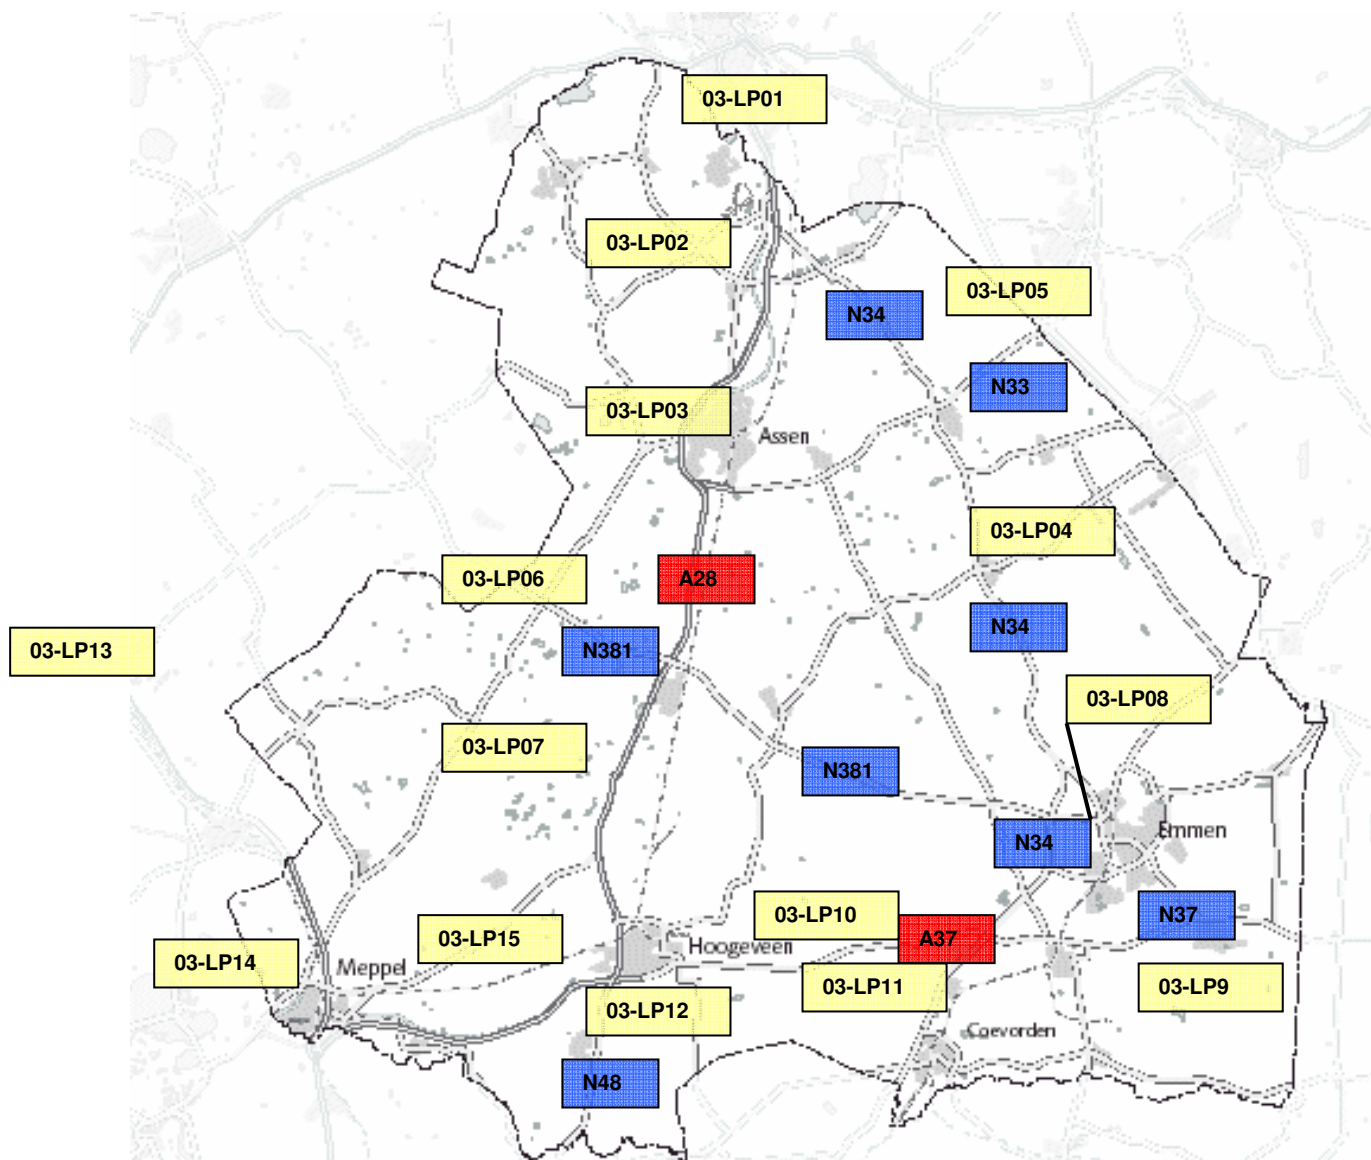 03-LP01
03-LP02
03-LP05
N34
N33
03-LP03
Assen
03-LP04
03-LP06
A28
N34
03-LP13
N381
03-LP08
03-LP07
N381
N34
Emmen
03-LP10
N37
03-LP15
A37
Hoogeveen
03-LP14
Meppel
03-LP11
03-LP9
03-LP12
Coevorden
N48